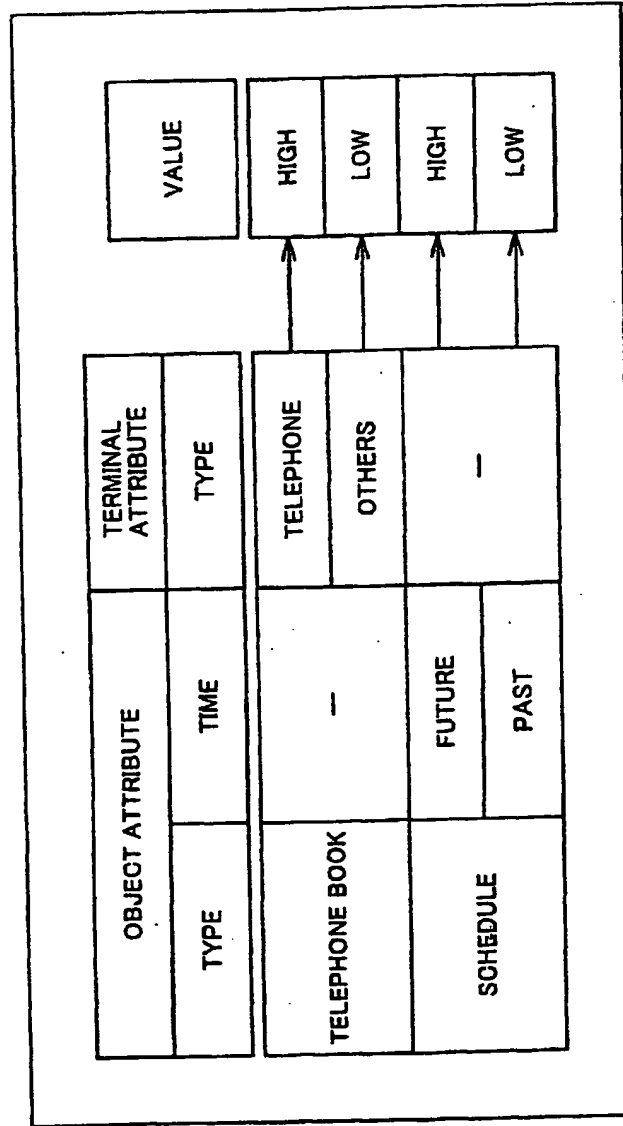 OBJECT ATTRIBUTE
TERMINAL
ATTRIBUTE
VALUE
TYPE
TIME
TYPE
TELEPHONE BOOK
—
TELEPHONE
HIGH
OTHERS
LOW
SCHEDULE
FUTURE
—
HIGH
PAST
LOW